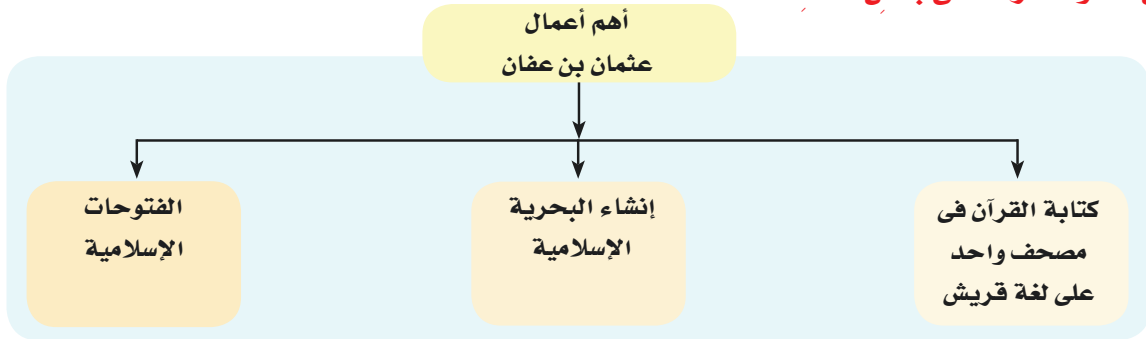 أهم أعمال
عثمان بن عفان
كتابة القرآن فى
مصحف واحد
على لغة قريش
إنشاء البحرية
الإسلامية
الفتوحات
الإسلامية